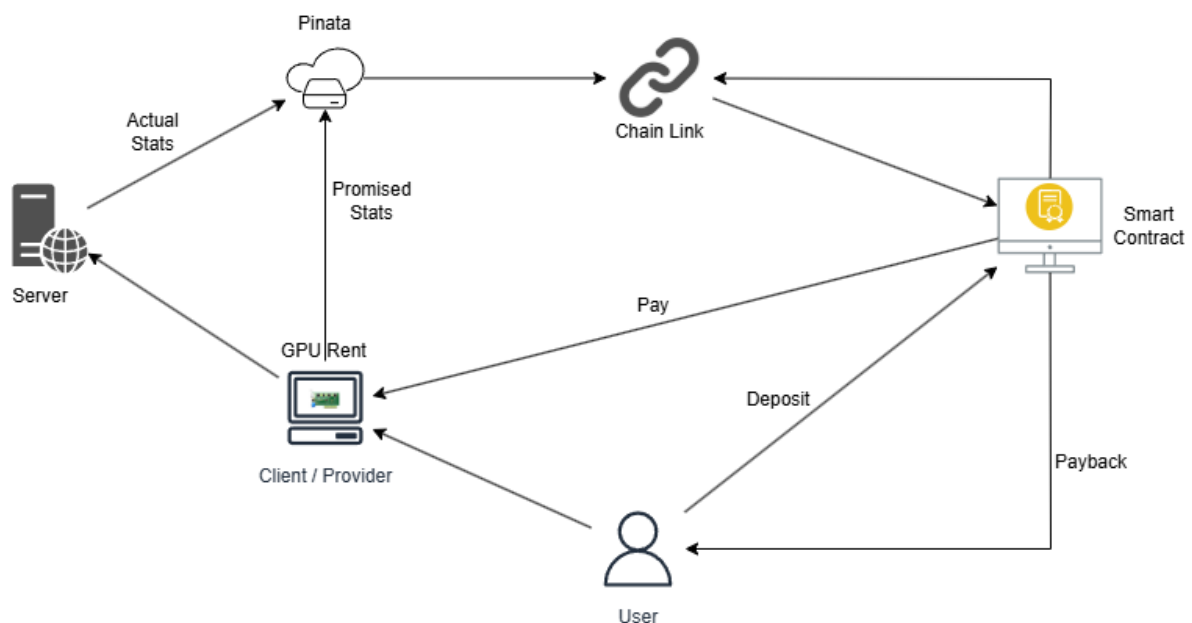 Pinata
Actual
Stats
Chain Link
Promised
Stats
Smart
Contract
Server
Pay
GPU Rent
Deposit
Client / Provider
Payback
User